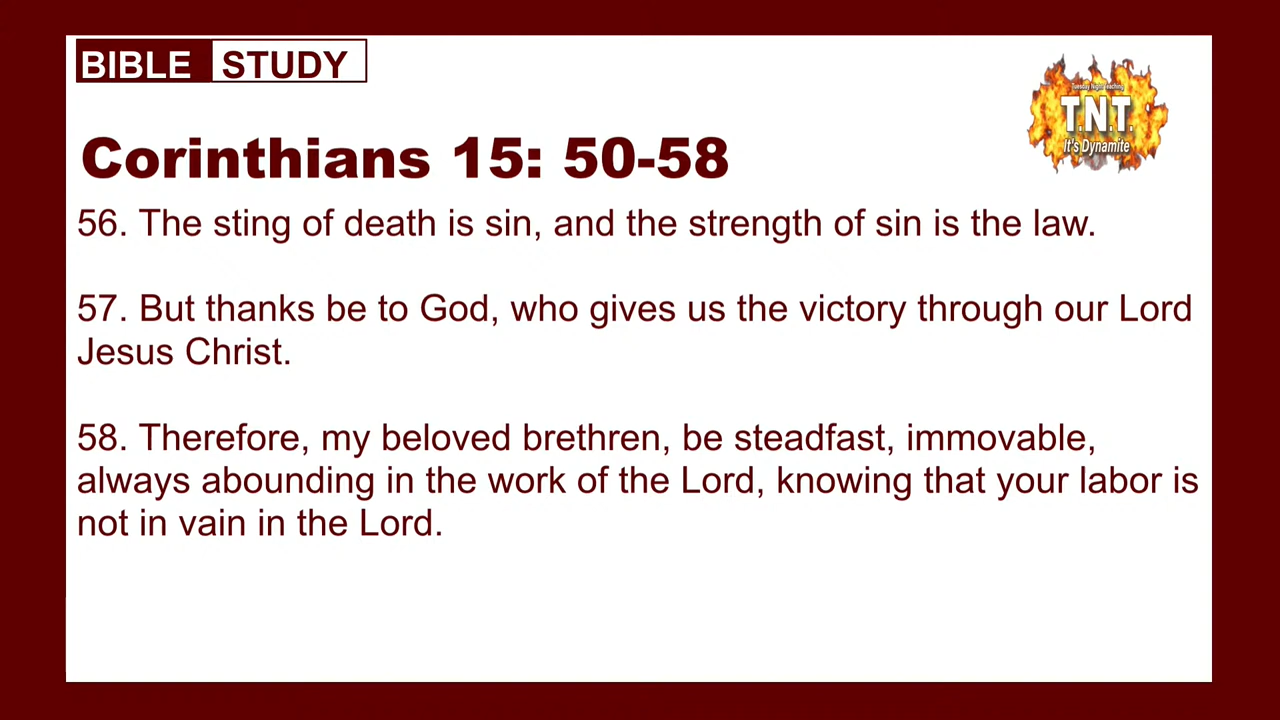 BIBLE STUDY
Tuesday Night Teaching
T.N.T.
It's Dynamite
Corinthians 15: 50-58
56. The sting of death is sin, and the strength of sin is the law.
57. But thanks be to God, who gives us the victory through our Lord
Jesus Christ.
58. Therefore, my beloved brethren, be steadfast, immovable,
always abounding in the work of the Lord, knowing that your labor is
not in vain in the Lord.